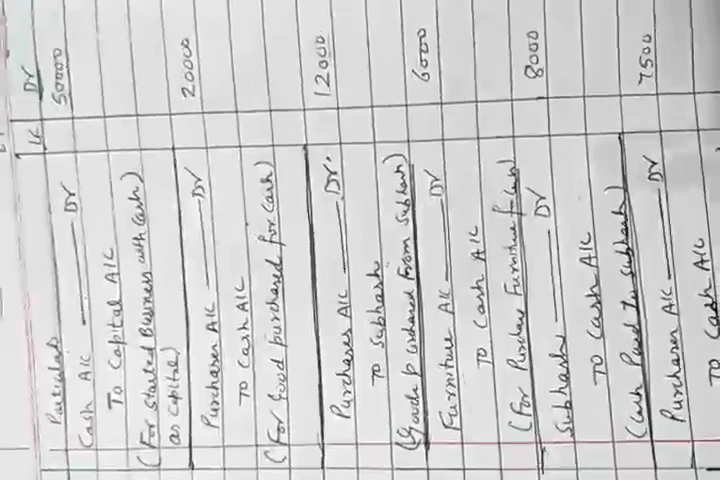 Particulars LF Dr
Cash A/C —— Dr 50000
To Capital A/C
(For Started Business with Cash
as capital)
Purchases A/C —— Dr 20000
To Cash A/C
(For Good purchased for Cash)
Purchases A/C —— Dr. 12000
To Subhash
(Goods purchased From Subhash)
Furniture A/C —— Dr 6000
To Cash A/C
(For Purchase Furniture for Cash)
Subhash —— Dr 8000
To Cash A/C
(Cash Paid to Subhash)
Purchases A/C —— Dr 7500
To Cash A/C